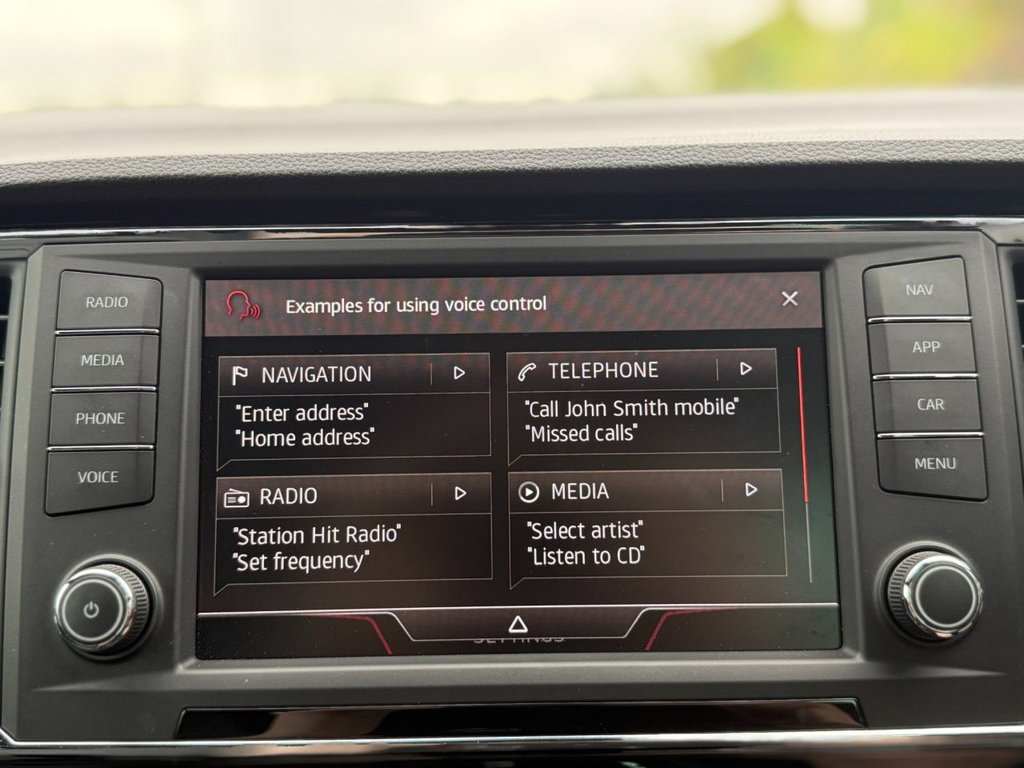 RADIO
MEDIA
PHONE
VOICE
Examples for using voice control
NAVIGATION
"Enter address"
"Home address"
TELEPHONE
"Call John Smith mobile"
"Missed calls"
RADIO
"Station Hit Radio"
"Set frequency"
MEDIA
"Select artist"
"Listen to CD"
SETTINGS
NAV
APP
CAR
MENU